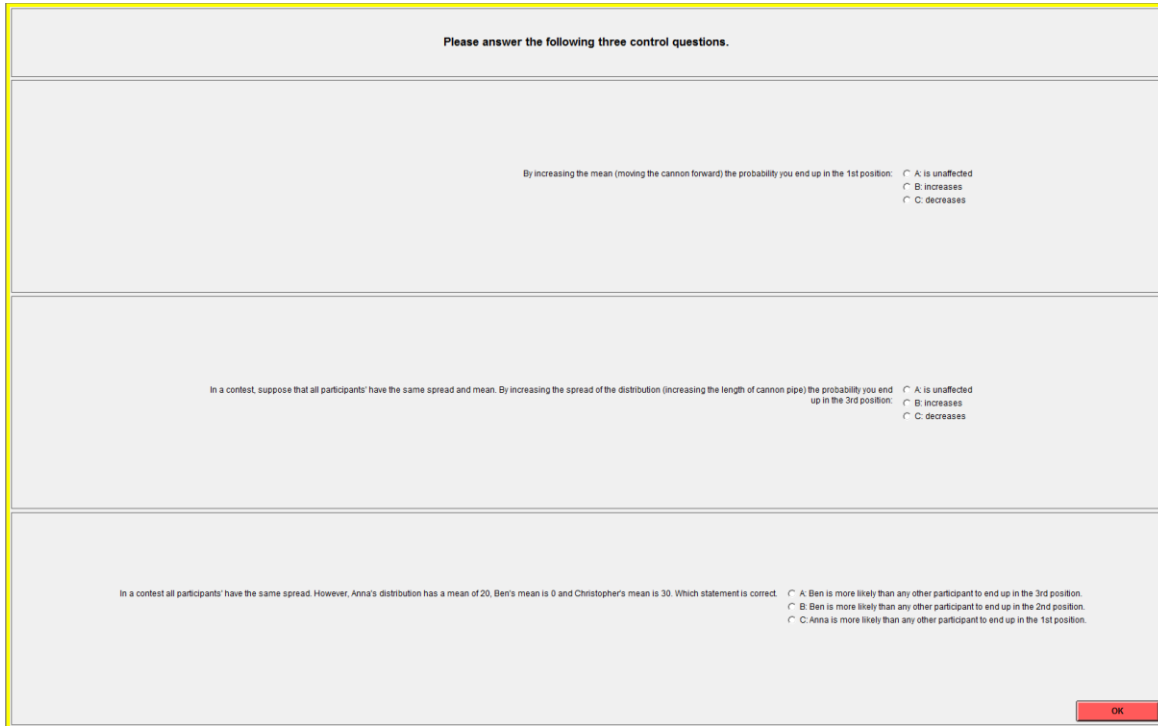 Please answer the following three control questions.
By increasing the mean (moving the cannon forward) the probability you end up in the 1st position:
A: is unaffected
B: increases
C: decreases
In a contest, suppose that all participants' have the same spread and mean. By increasing the spread of the distribution (increasing the length of cannon pipe) the probability you end
up in the 3rd position:
A: is unaffected
B: increases
C: decreases
In a contest all participants' have the same spread. However, Anna's distribution has a mean of 20, Ben's mean is 0 and Christopher's mean is 30. Which statement is correct.
A: Ben is more likely than any other participant to end up in the 3rd position.
B: Ben is more likely than any other participant to end up in the 2nd position.
C: Anna is more likely than any other participant to end up in the 1st position.
OK